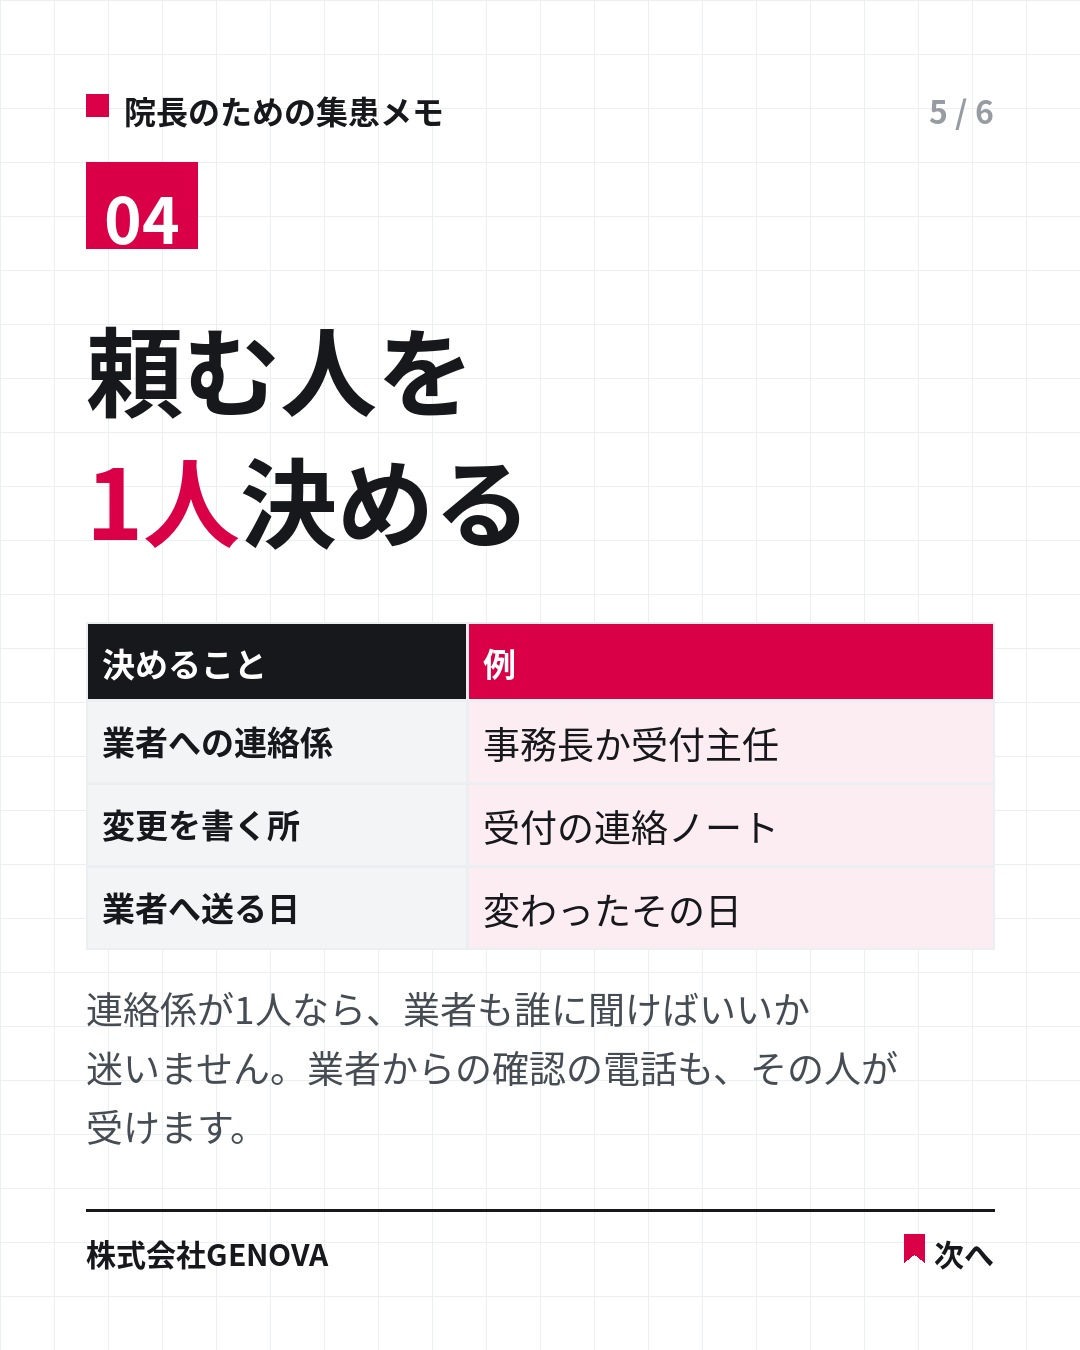 院長のための集患メモ
5 / 6
04
頼む人を
1人決める
決めること 例
業者への連絡係 事務長か受付主任
変更を書く所 受付の連絡ノート
業者へ送る日 変わったその日
連絡係が1人なら、業者も誰に聞けばいいか
迷いません。業者からの確認の電話も、その人が
受けます。
株式会社GENOVA
次へ